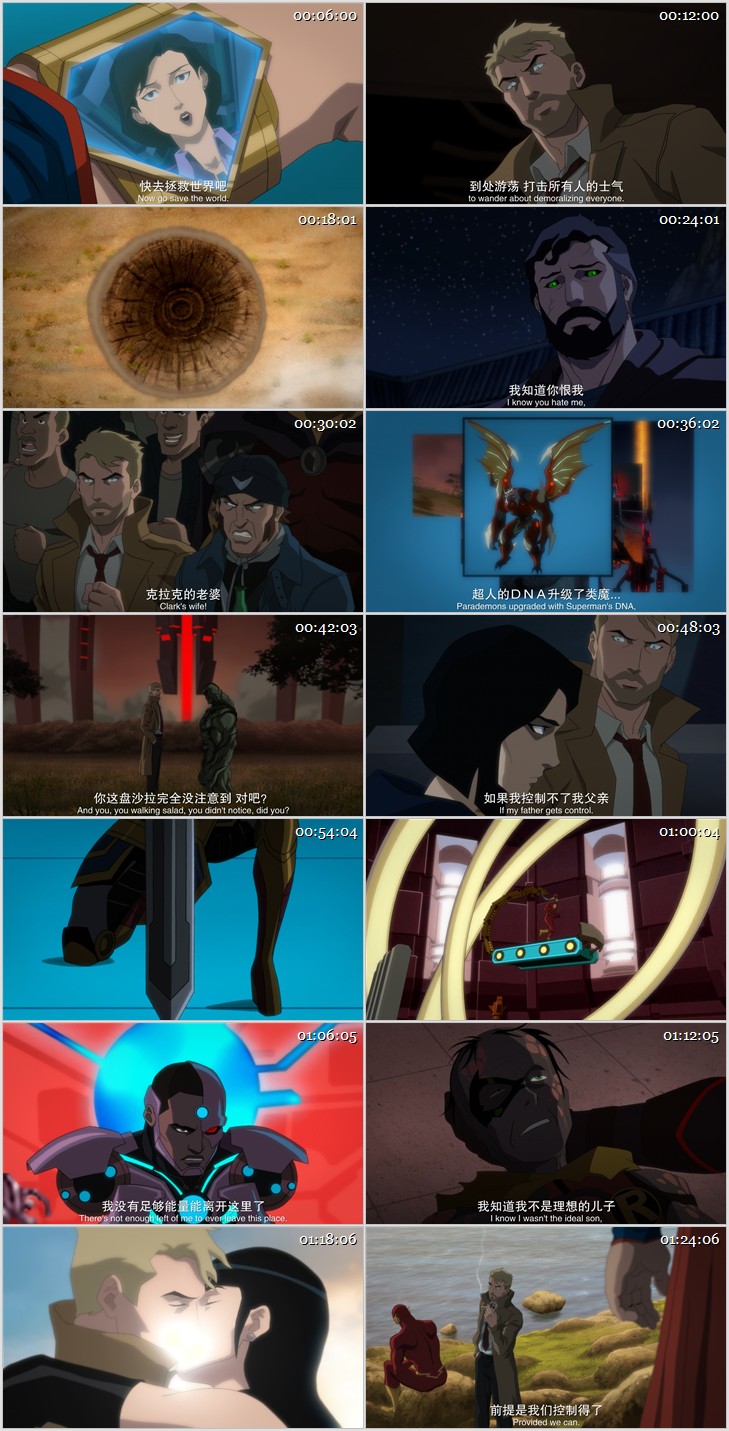 00:06:00
快去拯救世界吧
Now go save the world.
00:12:00
到处游荡 打击所有人的士气
to wander about demoralizing everyone.
00:18:01
00:24:01
我知道你恨我
I know you hate me,
00:30:02
克拉克的老婆
Clark's wife!
00:36:02
超人的DNA升级了类魔...
Parademons upgraded with Superman's DNA,
00:42:03
你这盘沙拉完全没注意到 对吧?
And you, you walking salad, you didn't notice, did you?
00:48:03
如果我控制不了我父亲
If my father gets control.
00:54:04
01:00:04
01:06:05
我没有足够能量能离开这里了
There's not enough left of me to ever leave this place.
01:12:05
我知道我不是理想的儿子
I know I wasn't the ideal son,
01:18:06
01:24:06
前提是我们控制得了
Provided we can.